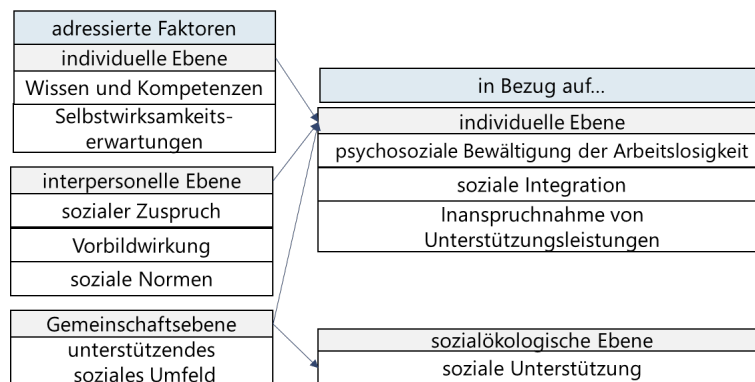 adressierte Faktoren
individuelle Ebene
Wissen und Kompetenzen
Selbstwirksamkeits-
erwartungen
interpersonelle Ebene
sozialer Zuspruch
Vorbildwirkung
soziale Normen
Gemeinschaftsebene
unterstützendes
soziales Umfeld
in Bezug auf...
individuelle Ebene
psychosoziale Bewältigung der Arbeitslosigkeit
soziale Integration
Inanspruchnahme von
Unterstützungsleistungen
sozialökologische Ebene
soziale Unterstützung